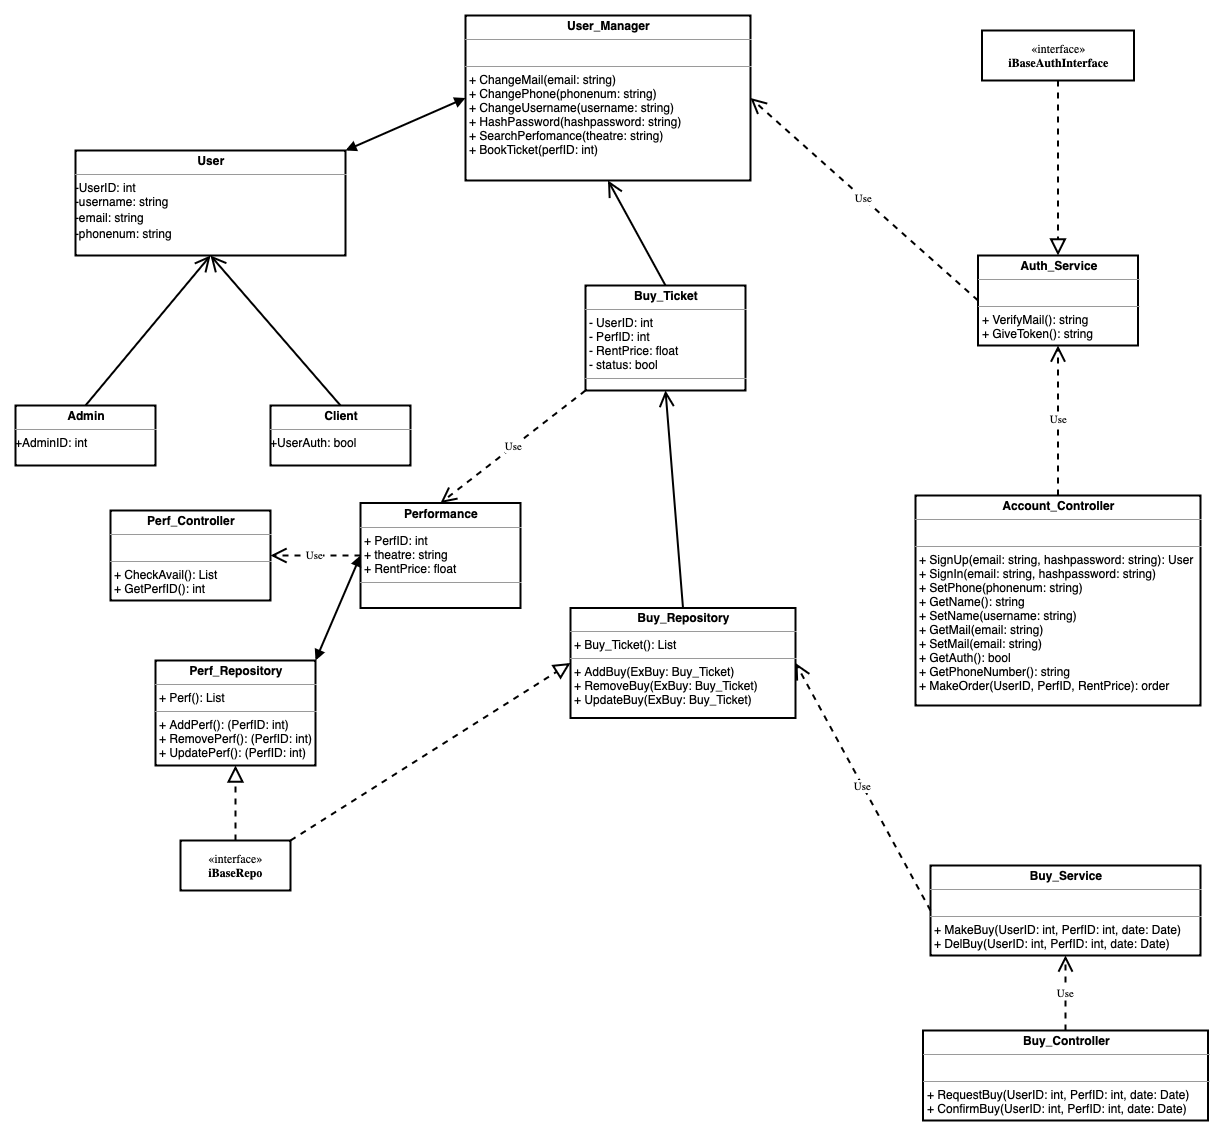 User_Manager
+ ChangeMail(email: string)
+ ChangePhone(phonenum: string)
+ ChangeUsername(username: string)
+ HashPassword(hashpassword: string)
+ SearchPerfomance(theatre: string)
+ BookTicket(perfID: int)
«interface»
iBaseAuthInterface
User
-UserID: int
-username: string
-email: string
-phonenum: string
Use
Auth_Service
+ VerifyMail(): string
+ GiveToken(): string
Buy_Ticket
- UserID: int
- PerfID: int
- RentPrice: float
- status: bool
Admin
+AdminID: int
Client
+UserAuth: bool
Use
Use
Perf_Controller
+ CheckAvail(): List
+ GetPerfID(): int
Use
Performance
+ PerfID: int
+ theatre: string
+ RentPrice: float
Account_Controller
+ SignUp(email: string, hashpassword: string): User
+ SignIn(email: string, hashpassword: string)
+ SetPhone(phonenum: string)
+ GetName(): string
+ SetName(username: string)
+ GetMail(email: string)
+ SetMail(email: string)
+ GetAuth(): bool
+ GetPhoneNumber(): string
+ MakeOrder(UserID, PerfID, RentPrice): order
Buy_Repository
+ Buy_Ticket(): List
+ AddBuy(ExBuy: Buy_Ticket)
+ RemoveBuy(ExBuy: Buy_Ticket)
+ UpdateBuy(ExBuy: Buy_Ticket)
Perf_Repository
+ Perf(): List
+ AddPerf(): (PerfID: int)
+ RemovePerf(): (PerfID: int)
+ UpdatePerf(): (PerfID: int)
Use
«interface»
iBaseRepo
Buy_Service
+ MakeBuy(UserID: int, PerfID: int, date: Date)
+ DelBuy(UserID: int, PerfID: int, date: Date)
Use
Buy_Controller
+ RequestBuy(UserID: int, PerfID: int, date: Date)
+ ConfirmBuy(UserID: int, PerfID: int, date: Date)